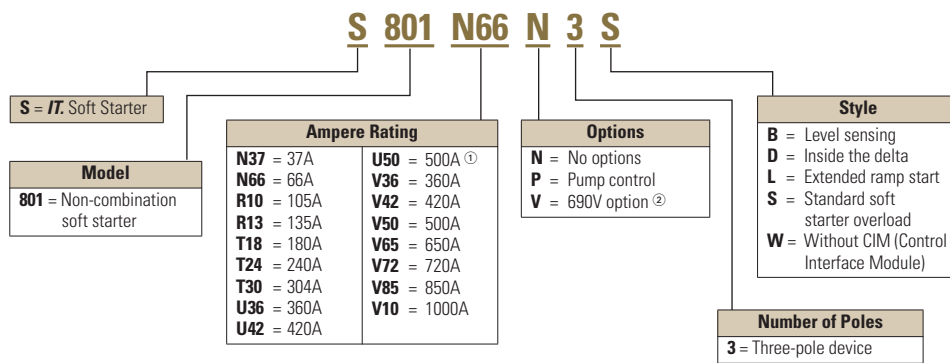 S 801 N66 N 3 S
S = IT. Soft Starter
Model
801 = Non-combination
soft starter
Ampere Rating
N37 = 37A
N66 = 66A
R10 = 105A
R13 = 135A
T18 = 180A
T24 = 240A
T30 = 304A
U36 = 360A
U42 = 420A
U50 = 500A ①
V36 = 360A
V42 = 420A
V50 = 500A
V65 = 650A
V72 = 720A
V85 = 850A
V10 = 1000A
Options
N = No options
P = Pump control
V = 690V option ②
Style
B = Level sensing
D = Inside the delta
L = Extended ramp start
S = Standard soft
starter overload
W = Without CIM (Control
Interface Module)
Number of Poles
3 = Three-pole device